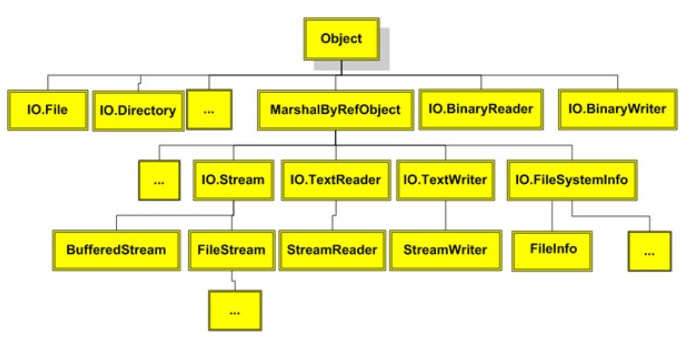 Object
IO.File
IO.Directory
...
MarshalByRefObject
IO.BinaryReader
IO.BinaryWriter
...
IO.Stream
IO.TextReader
IO.TextWriter
IO.FileSystemInfo
BufferedStream
FileStream
StreamReader
StreamWriter
FileInfo
...
...